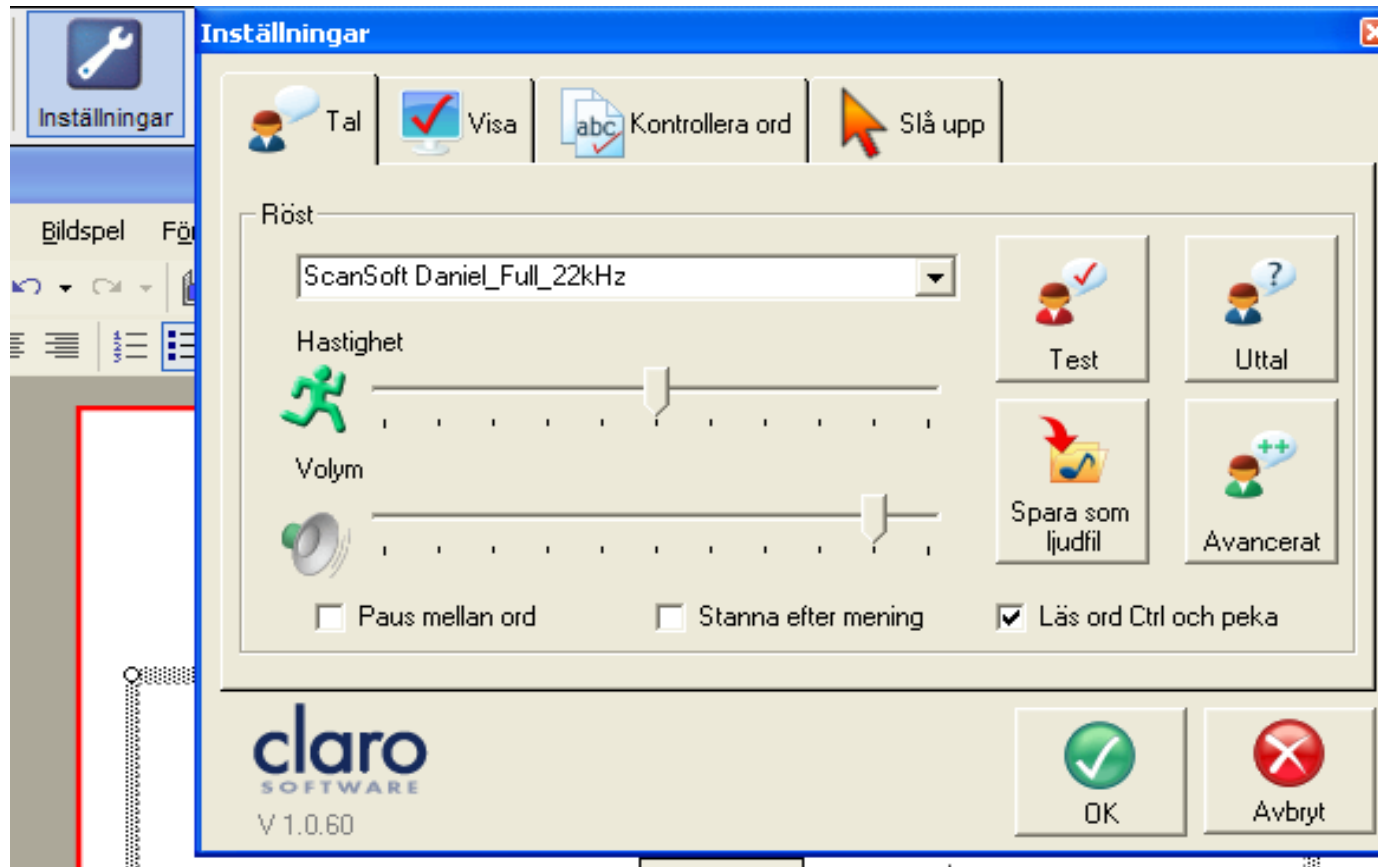 Inställningar
Inställningar
Tal
Visa
abc
Kontrollera ord
Slå upp
Bildspel
Röst
ScanSoft Daniel_Full_22kHz
Hastighet
Test
?
Uttal
Volym
Spara som
ljudfil
++
Avancerat
Paus mellan ord
Stanna efter mening
Läs ord Ctrl och peka
claro
SOFTWARE
V 1.0.60
OK
Avbryt